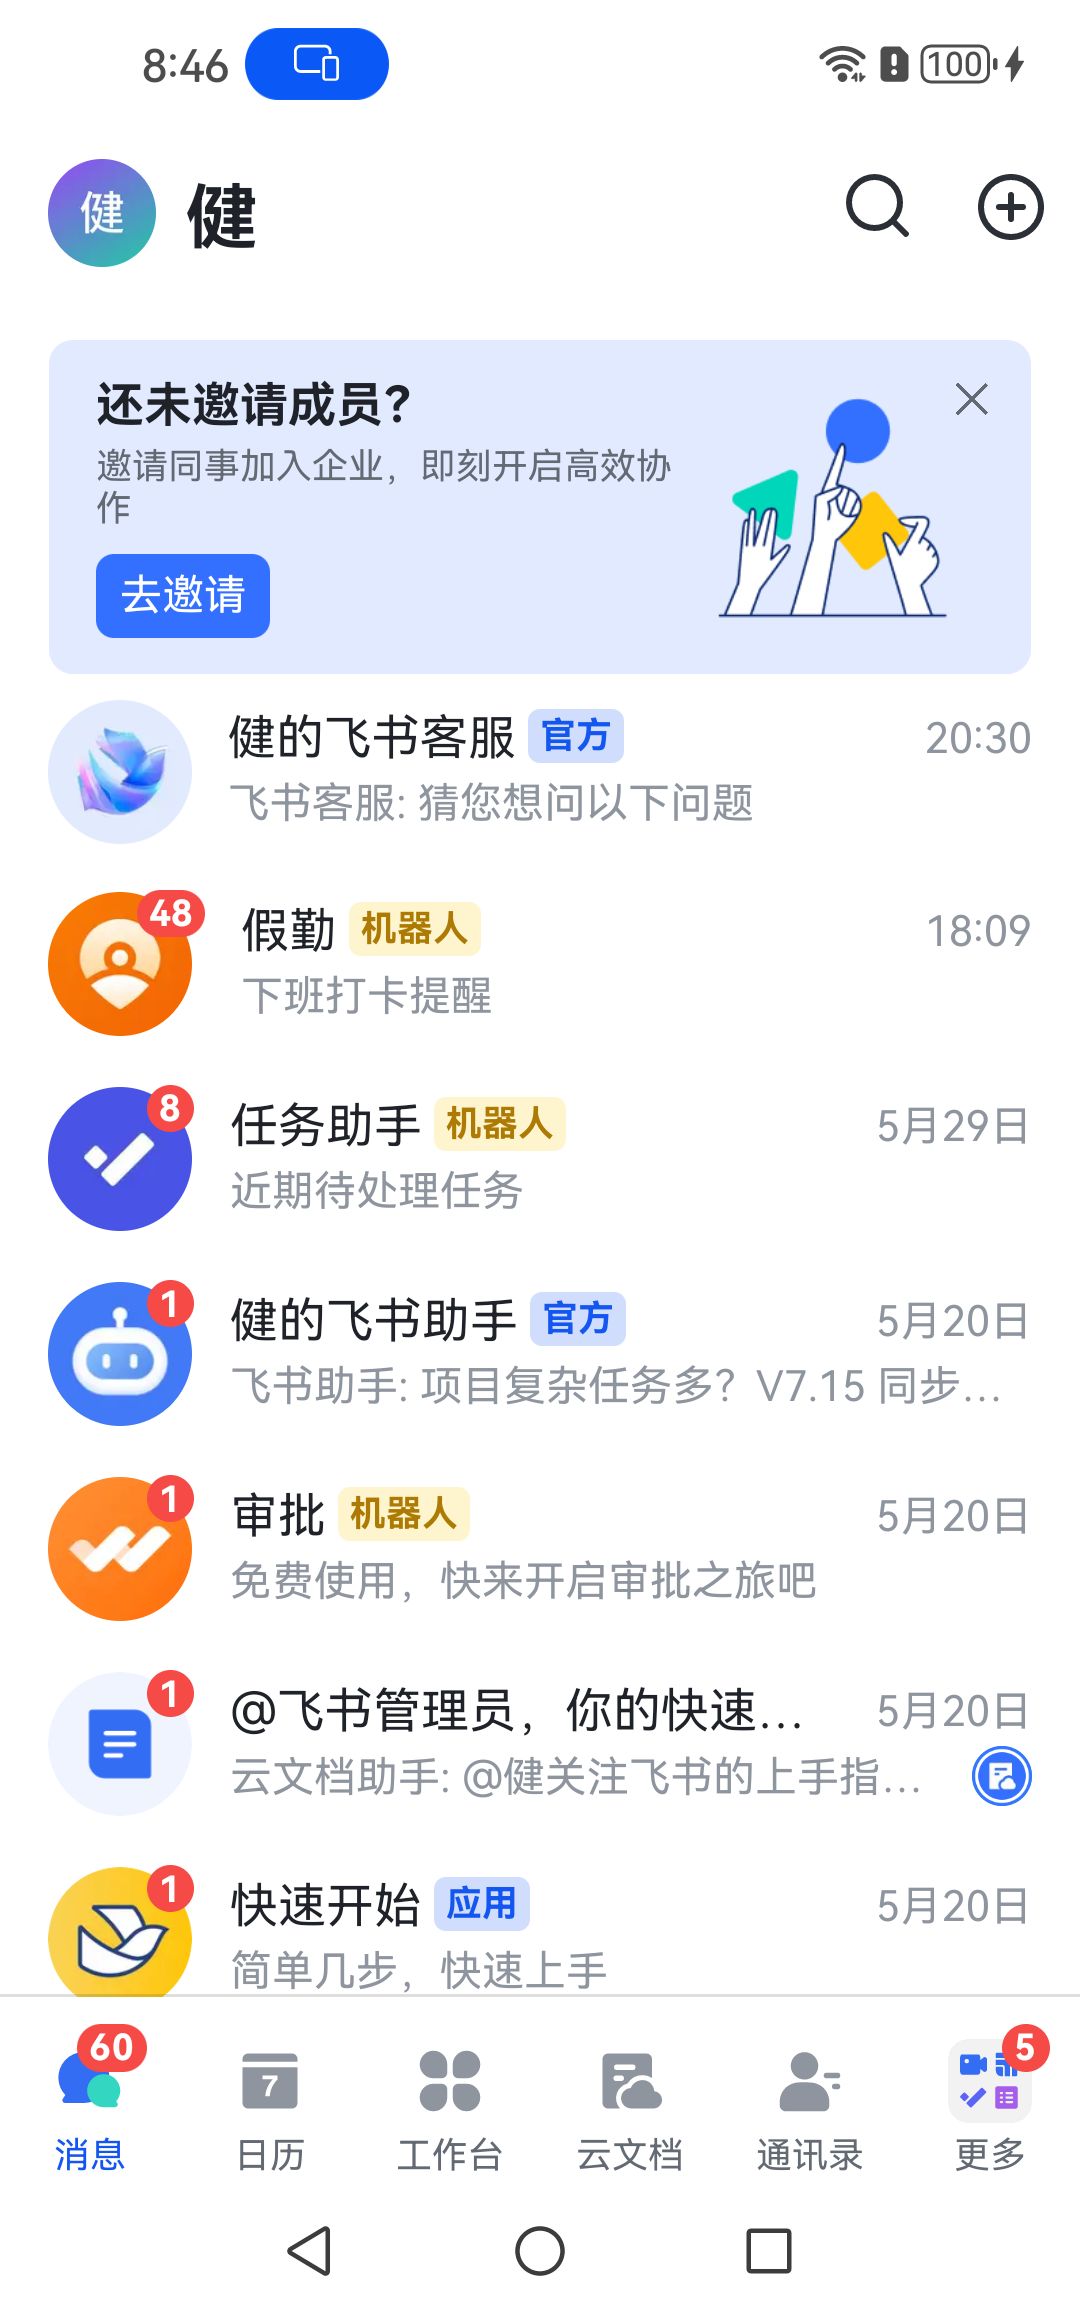 8:46
100
健
健
还未邀请成员？
邀请同事加入企业，即刻开启高效协
作
去邀请
健的飞书客服 官方 20:30
飞书客服: 猜您想问以下问题
48
假勤 机器人 18:09
下班打卡提醒
8
任务助手 机器人 5月29日
近期待处理任务
1
健的飞书助手 官方 5月20日
飞书助手: 项目复杂任务多？V7.15 同步...
1
审批 机器人 5月20日
免费使用，快来开启审批之旅吧
1
@飞书管理员，你的快速... 5月20日
云文档助手: @健关注飞书的上手指...
1
快速开始 应用 5月20日
简单几步，快速上手
60
7
5
消息 日历 工作台 云文档 通讯录 更多